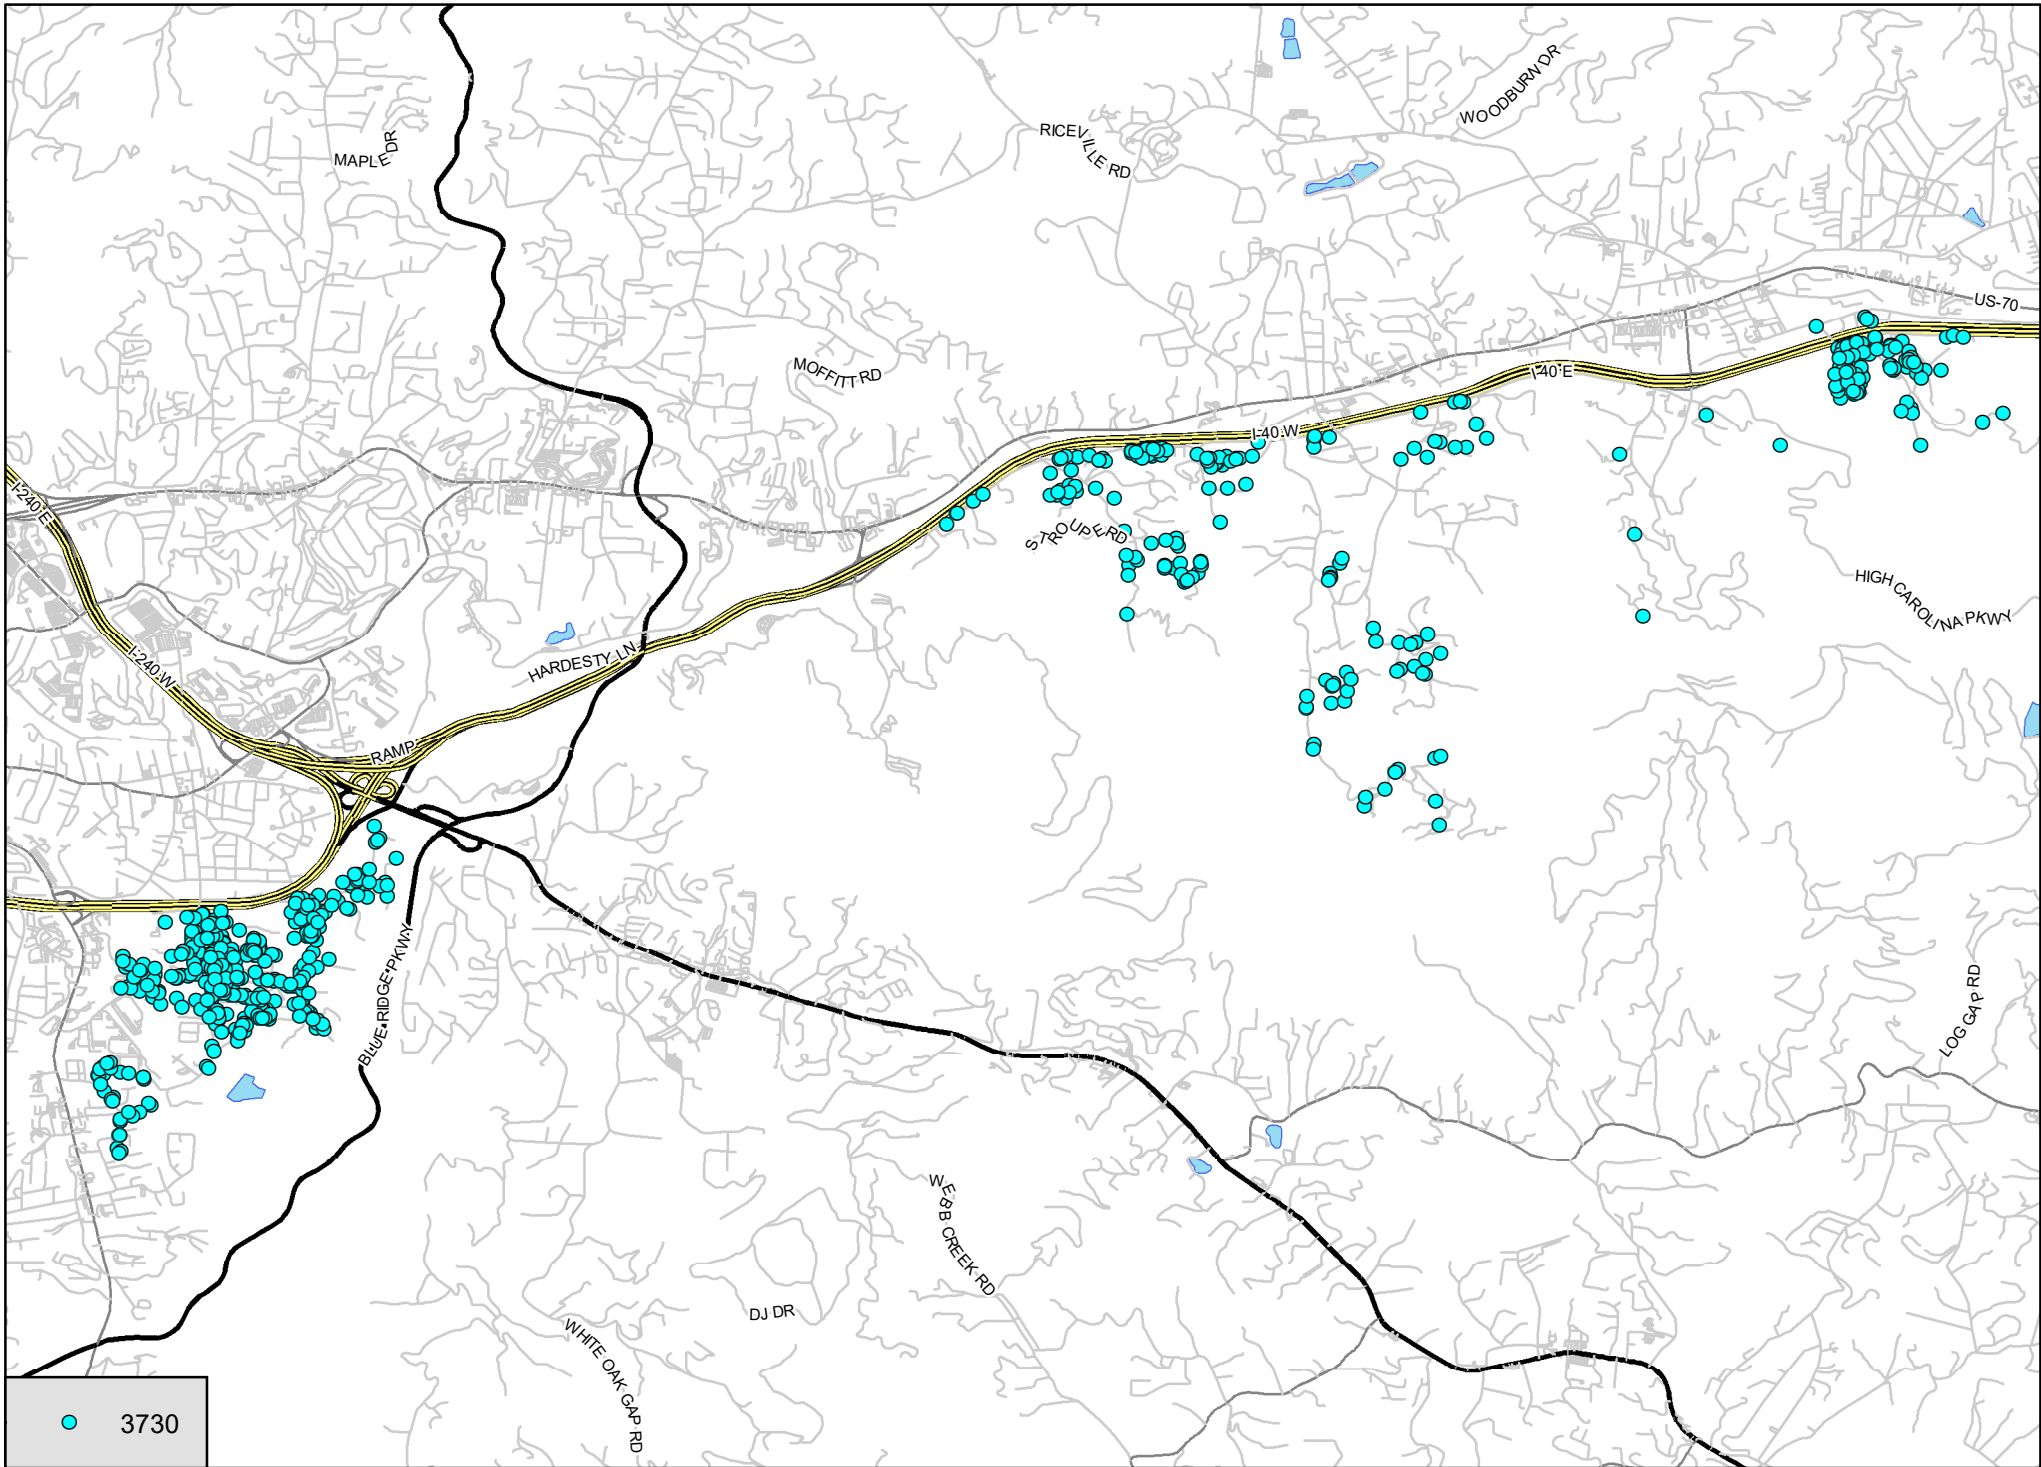 WOODBURN DR
RICEVILLE RD
MAPLE DR
US-70
MOFFITT RD
I-40 E
I-40 W
I-240 E
STROUPE RD
HIGH CAROLINA PKWY
HARDESTY LN
I-240 W
RAMP
BLUE RIDGE PKWY
LOG GAP RD
WEBB CREEK RD
DJ DR
WHITE OAK GAP RD
3730